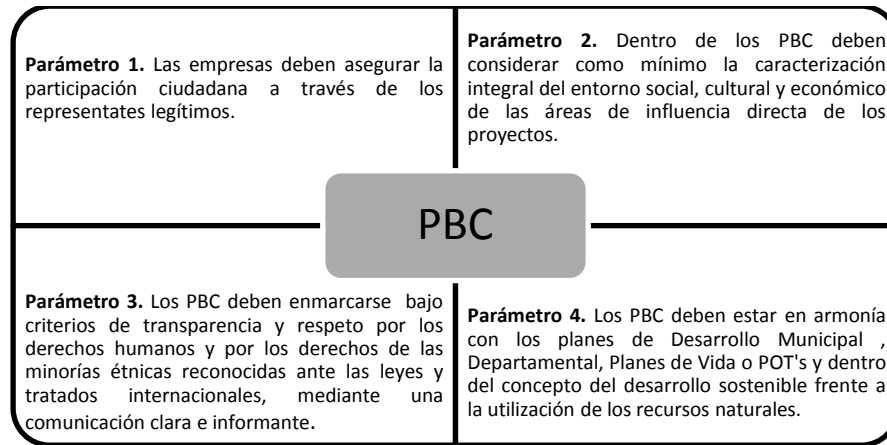 Parámetro 1. Las empresas deben asegurar la
participación ciudadana a través de los
representates legítimos.
Parámetro 2. Dentro de los PBC deben
considerar como mínimo la caracterización
integral del entorno social, cultural y económico
de las áreas de influencia directa de los
proyectos.
PBC
Parámetro 3. Los PBC deben enmarcarse bajo
criterios de transparencia y respeto por los
derechos humanos y por los derechos de las
minorías étnicas reconocidas ante las leyes y
tratados internacionales, mediante una
comunicación clara e informante.
Parámetro 4. Los PBC deben estar en armonía
con los planes de Desarrollo Municipal ,
Departamental, Planes de Vida o POT's y dentro
del concepto del desarrollo sostenible frente a
la utilización de los recursos naturales.